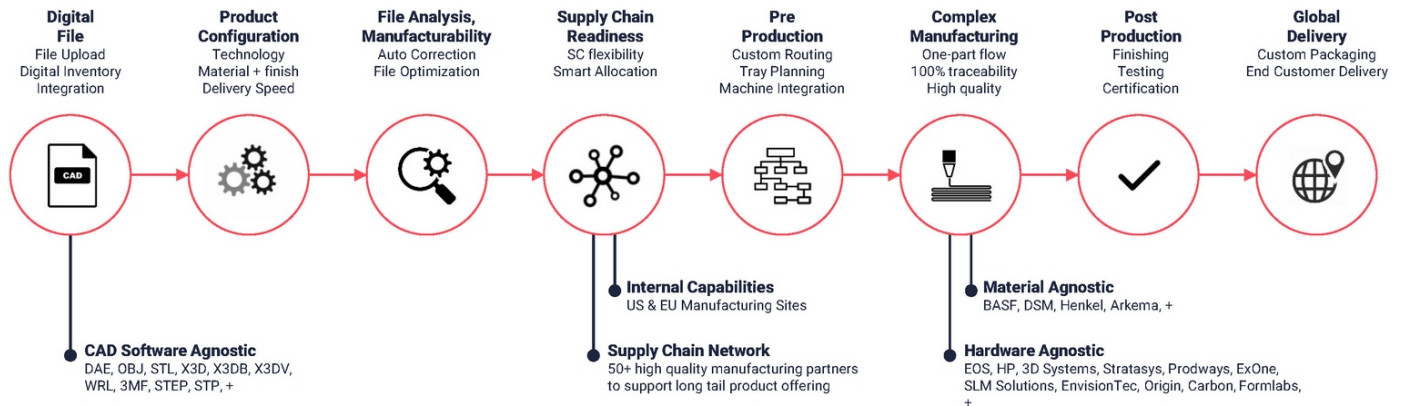 Digital
File
File Upload
Digital Inventory
Integration
Product
Configuration
Technology
Material + finish
Delivery Speed
File Analysis,
Manufacturability
Auto Correction
File Optimization
Supply Chain
Readiness
SC flexibility
Smart Allocation
Pre
Production
Custom Routing
Tray Planning
Machine Integration
Complex
Manufacturing
One-part flow
100% traceability
High quality
Post
Production
Finishing
Testing
Certification
Global
Delivery
Custom Packaging
End Customer Delivery
CAD
CAD Software Agnostic
DAE, OBJ, STL, X3D, X3DB, X3DV,
WRL, 3MF, STEP, STP, +
Internal Capabilities
US & EU Manufacturing Sites
Supply Chain Network
50+ high quality manufacturing partners
to support long tail product offering
Material Agnostic
BASF, DSM, Henkel, Arkema, +
Hardware Agnostic
EOS, HP, 3D Systems, Stratasys, Prodways, ExOne,
SLM Solutions, EnvisionTec, Origin, Carbon, Formlabs,
+